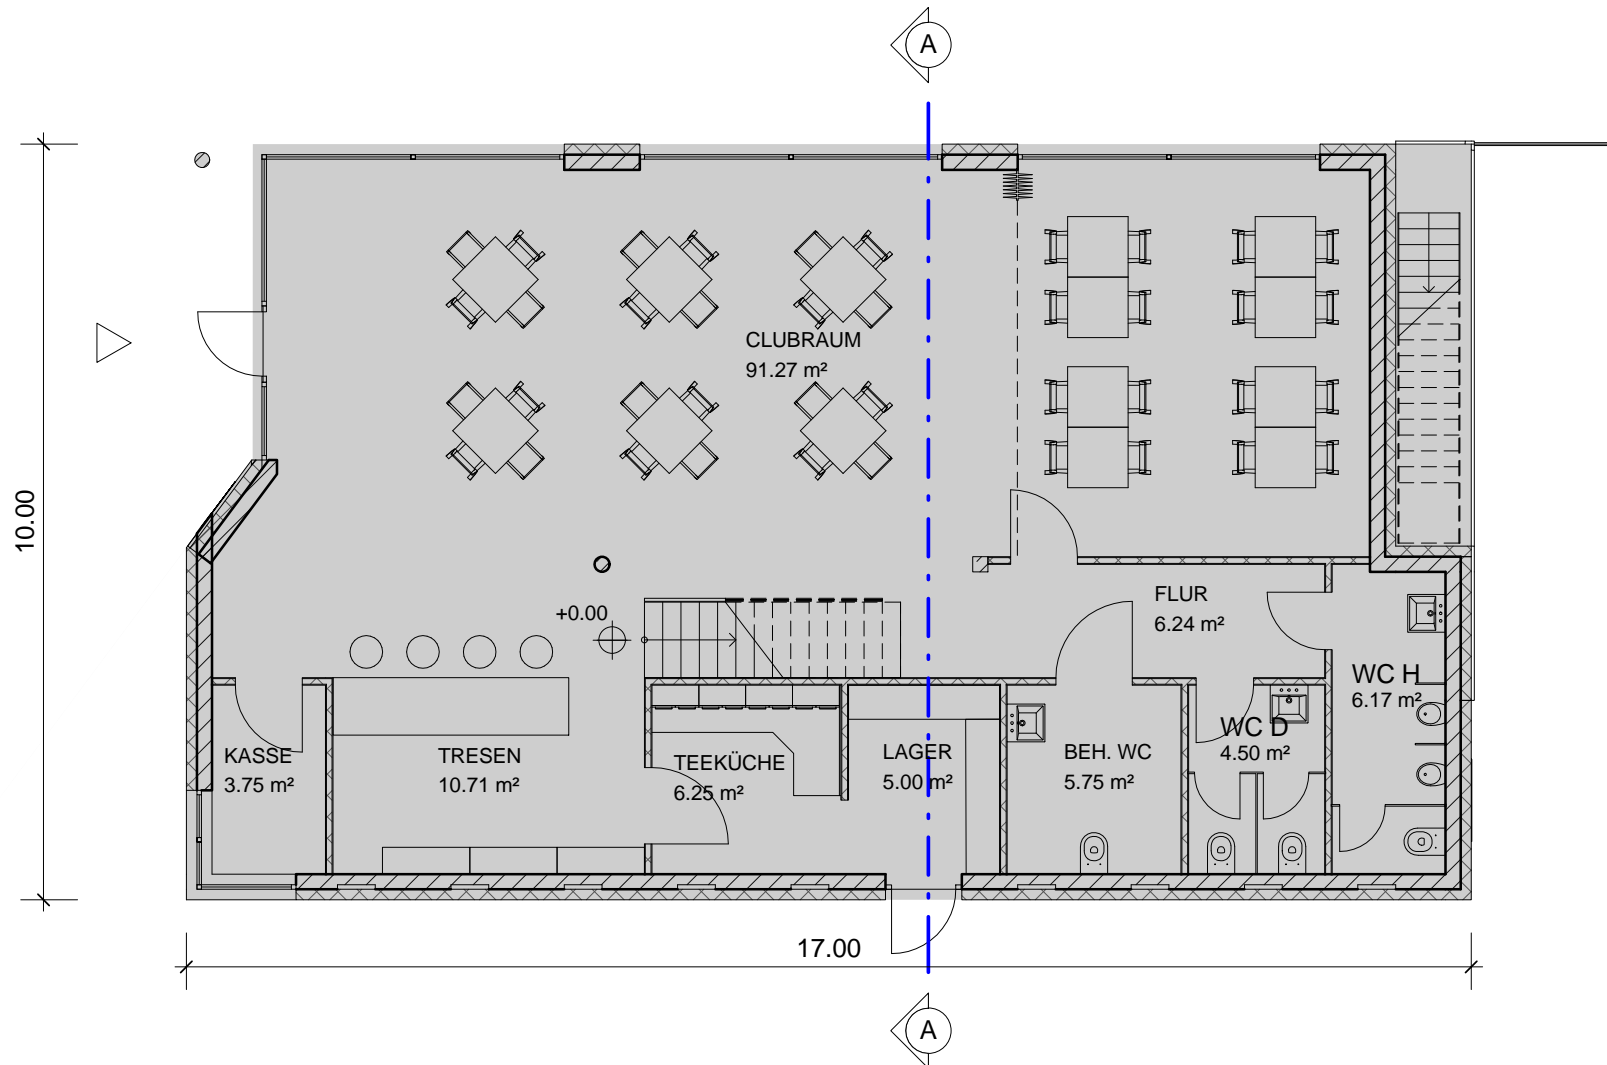 A
CLUBRAUM
91.27 m²
10.00
+0.00
FLUR
6.24 m²
WC H
6.17 m²
WC D
4.50 m²
KASSE
3.75 m²
TRESEN
10.71 m²
TEEKÜCHE
6.25 m²
LAGER
5.00 m²
BEH. WC
5.75 m²
17.00
A